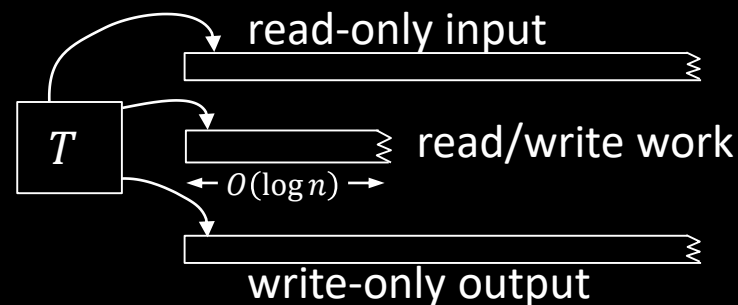 read-only input
T
read/write work
O(log n)
write-only output